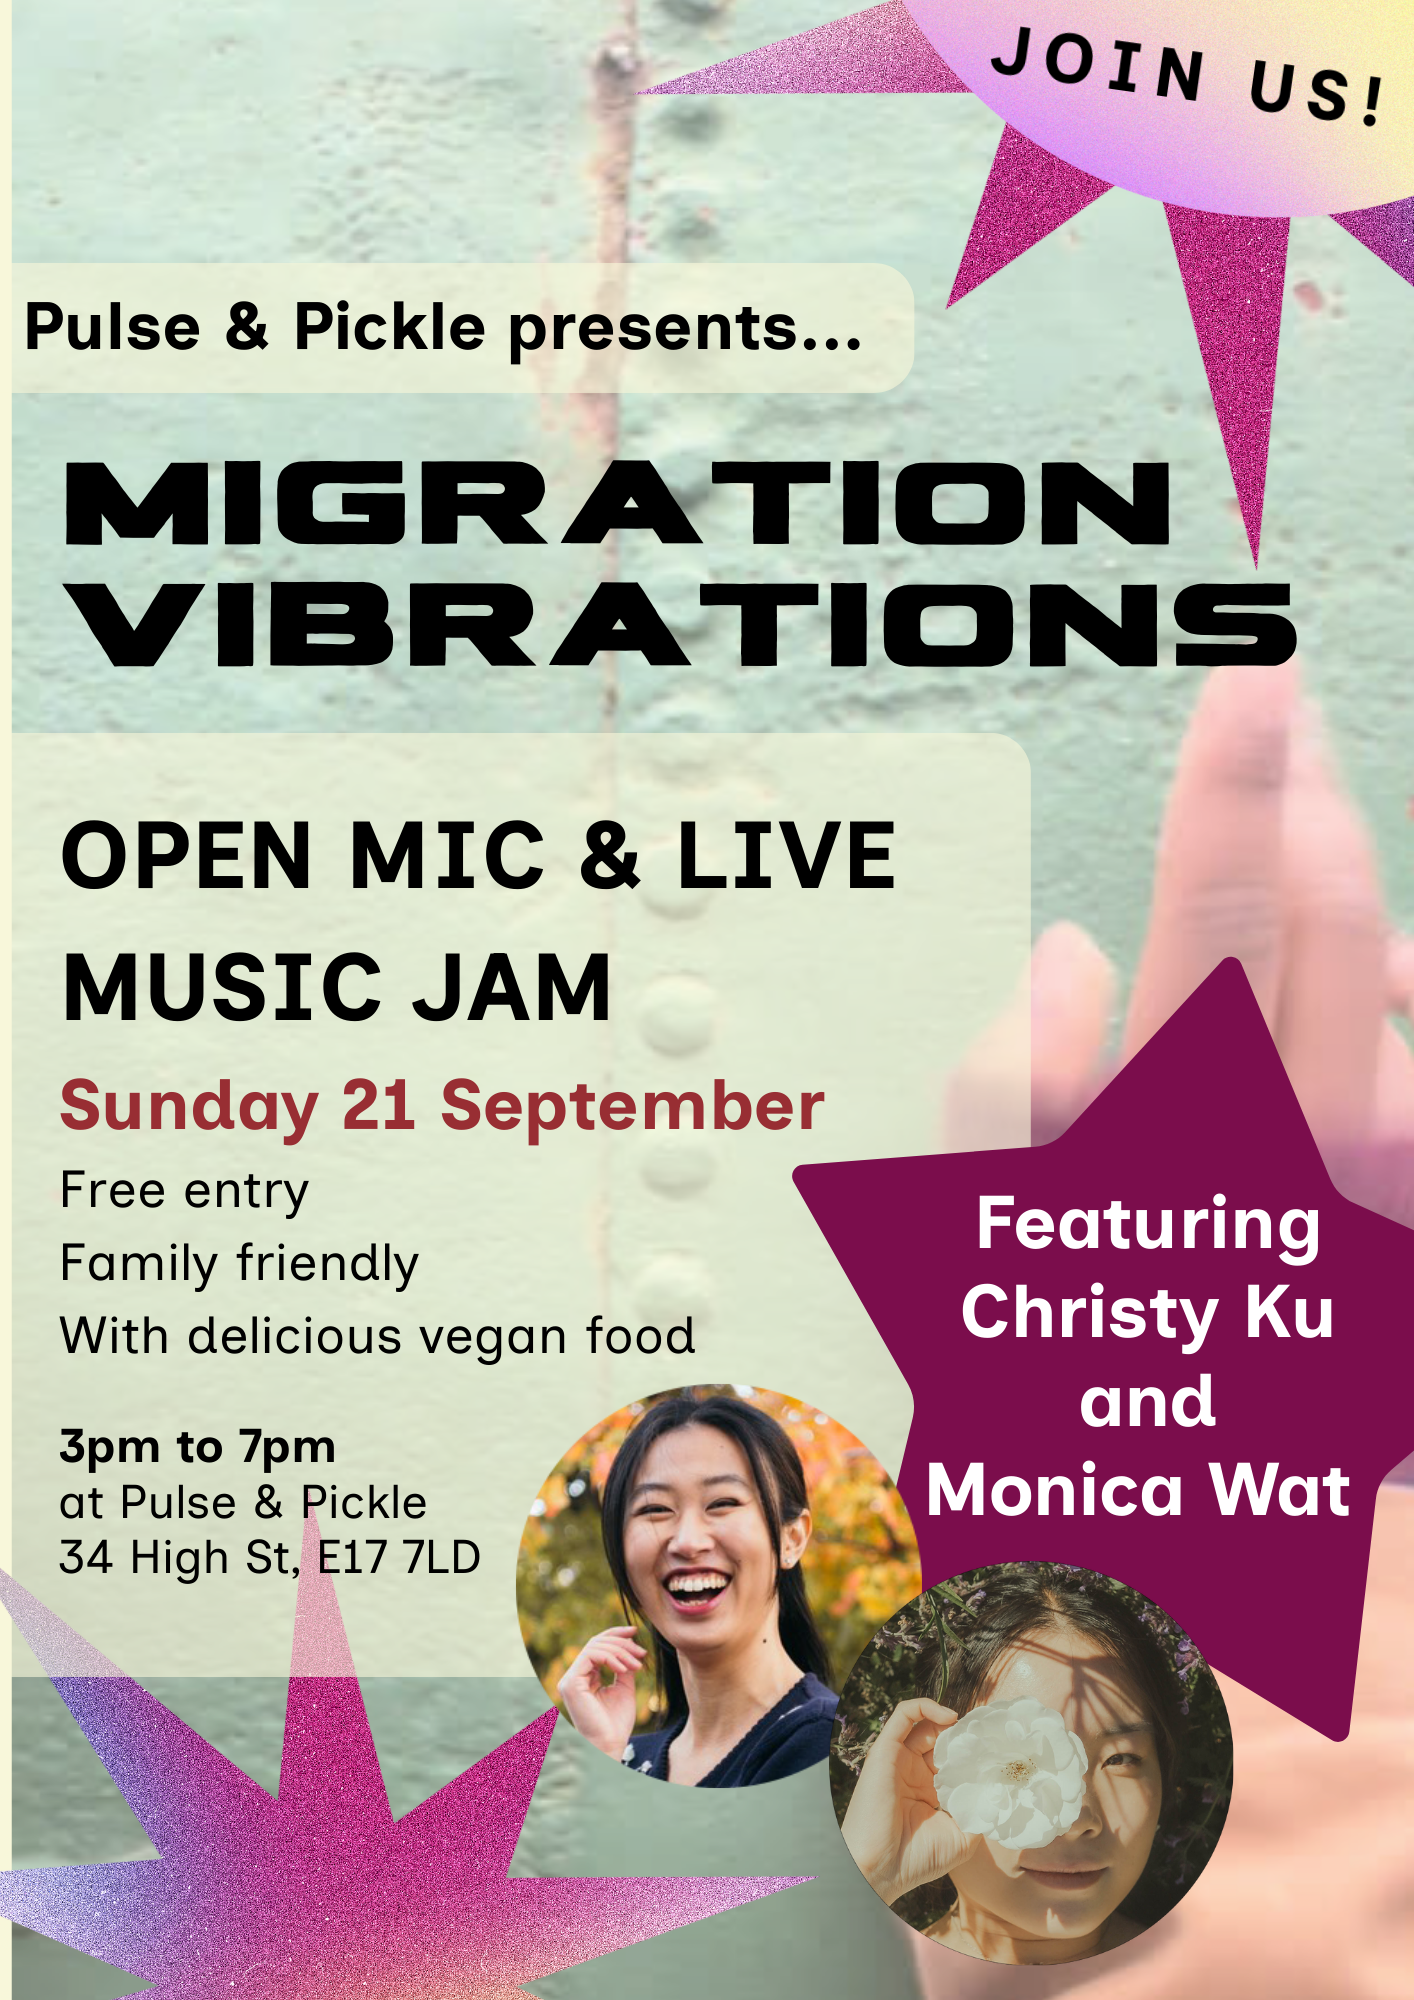 JOIN US!
Pulse & Pickle presents...
MIGRATION
VIBRATIONS
OPEN MIC & LIVE
MUSIC JAM
Sunday 21 September
Free entry
Family friendly
With delicious vegan food
3pm to 7pm
at Pulse & Pickle
34 High St, E17 7LD
Featuring
Christy Ku
and
Monica Wat